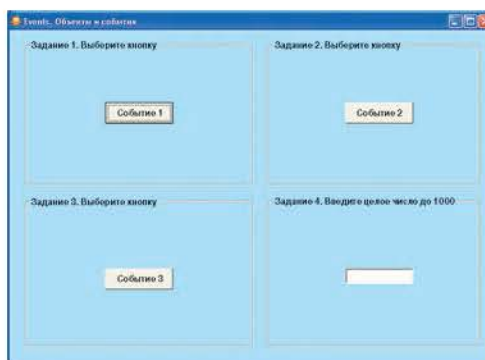 Events. Объекты и события
Задание 1. Выберите кнопку
Событие 1
Задание 2. Выберите кнопку
Событие 2
Задание 3. Выберите кнопку
Событие 3
Задание 4. Введите целое число до 1000